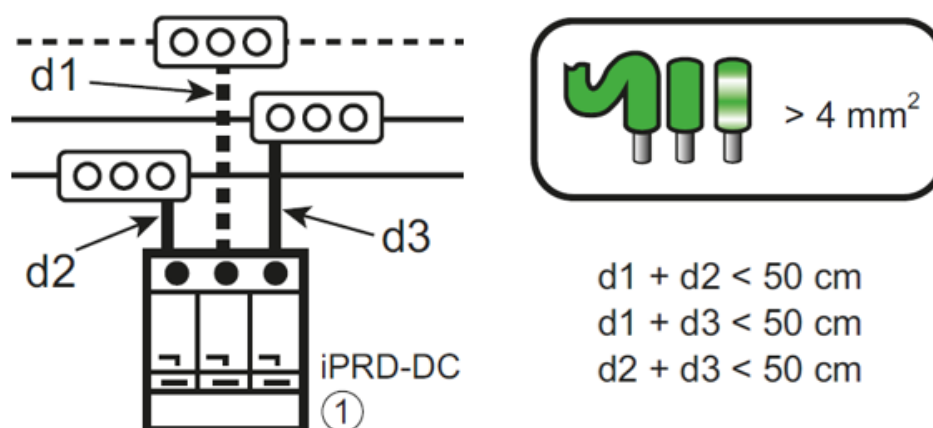 d1
d2
d3
iPRD-DC
①
> 4 mm²
d1 + d2 < 50 cm
d1 + d3 < 50 cm
d2 + d3 < 50 cm